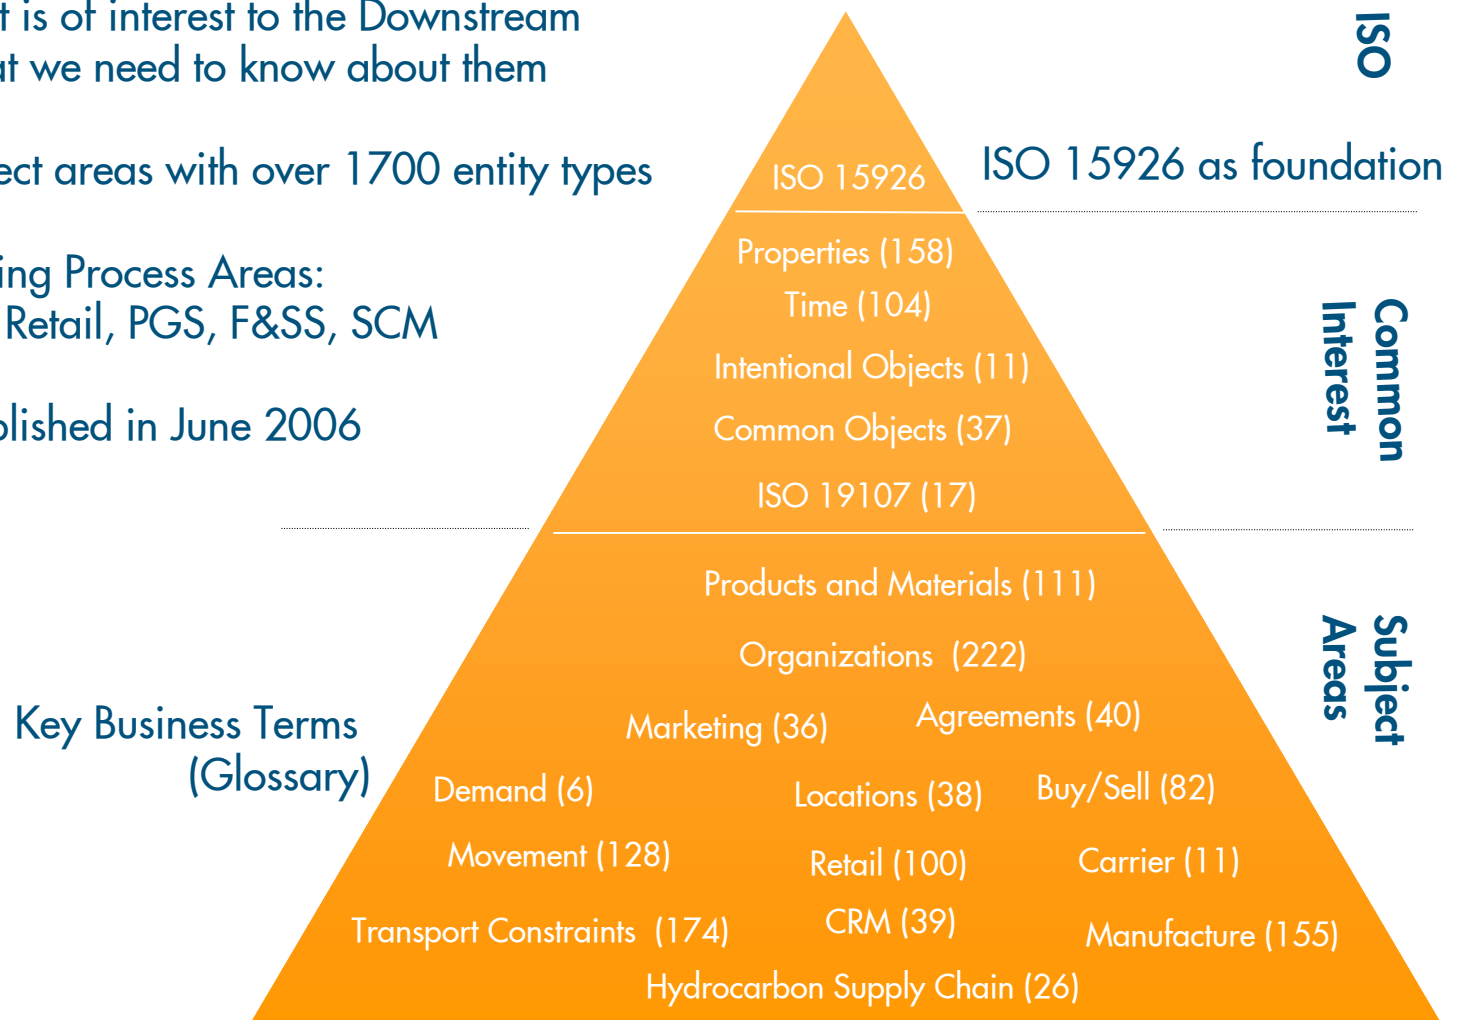 t is of interest to the Downstream
at we need to know about them
ect areas with over 1700 entity types
ing Process Areas:
Retail, PGS, F&SS, SCM
blished in June 2006
Key Business Terms
(Glossary)
ISO 15926
Properties (158)
Time (104)
Intentional Objects (11)
Common Objects (37)
ISO 19107 (17)
Products and Materials (111)
Organizations (222)
Marketing (36) Agreements (40)
Demand (6) Locations (38) Buy/Sell (82)
Movement (128) Retail (100) Carrier (11)
Transport Constraints (174) CRM (39) Manufacture (155)
Hydrocarbon Supply Chain (26)
ISO
ISO 15926 as foundation
Common
Interest
Subject
Areas